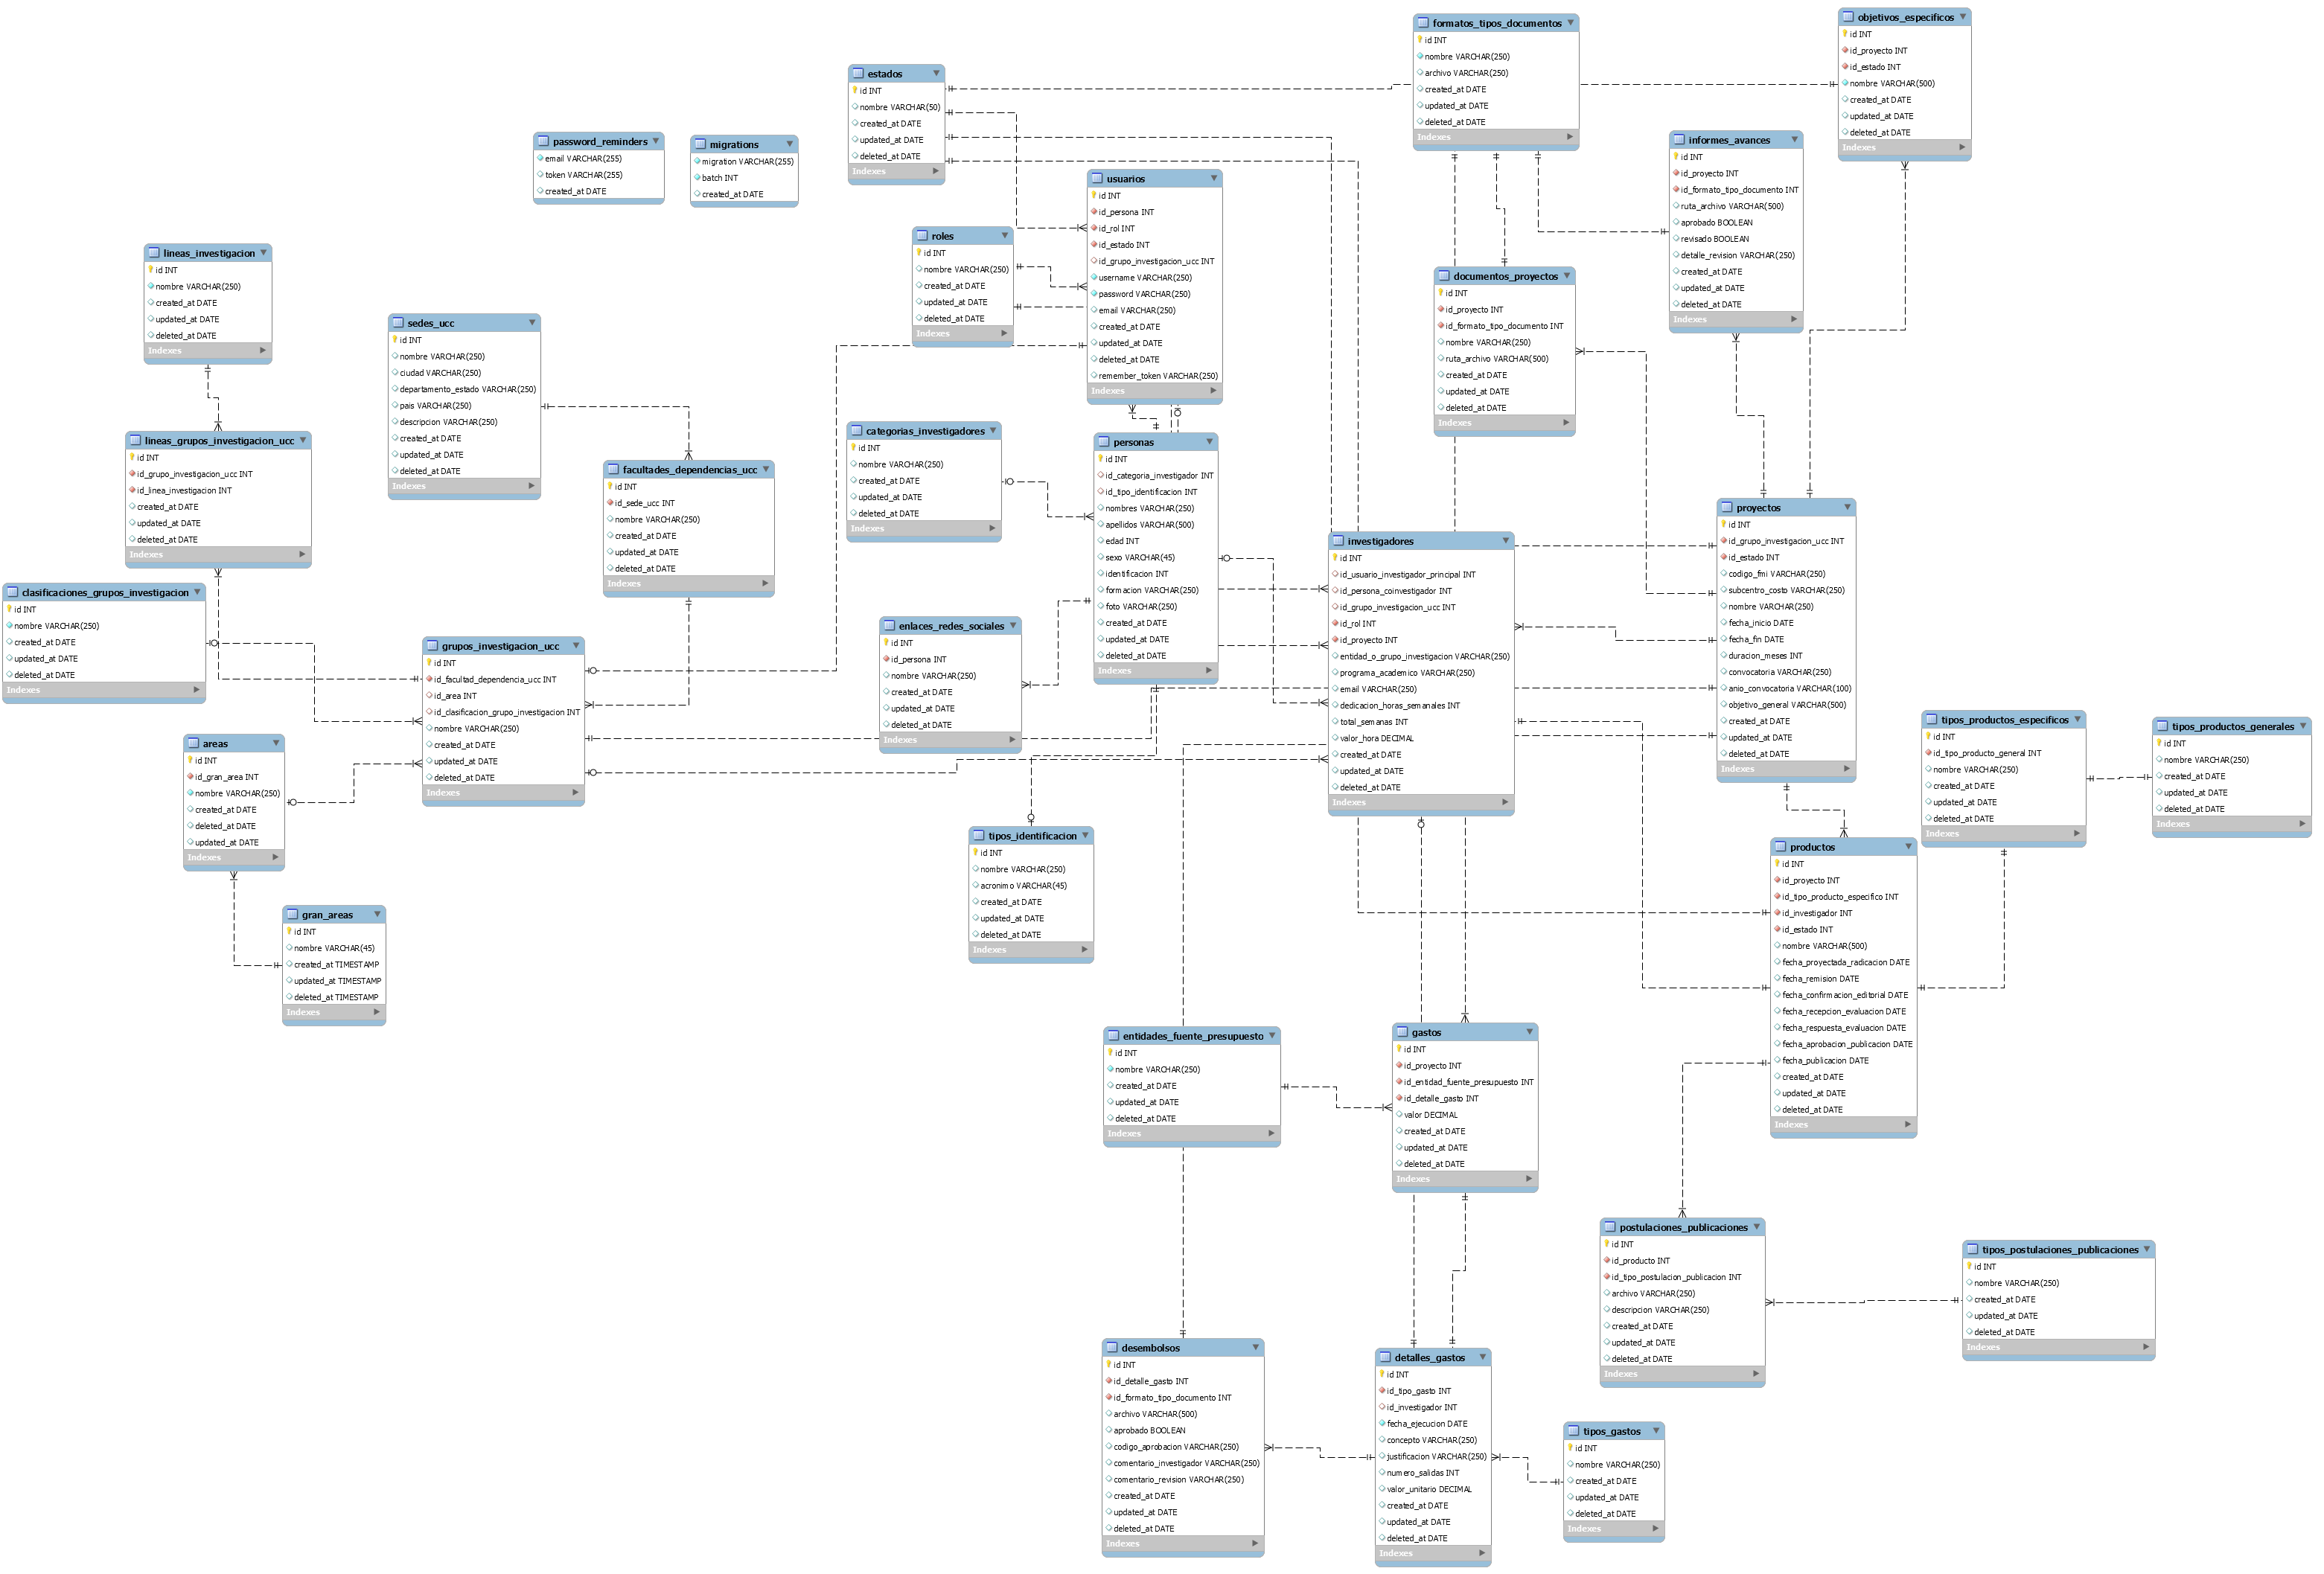 formatos_tipos_documentos
id INT
nombre VARCHAR(250)
archivo VARCHAR(250)
created_at DATE
updated_at DATE
deleted_at DATE
Indexes
objetivos_especificos
id INT
id_proyecto INT
id_estado INT
nombre VARCHAR(500)
created_at DATE
updated_at DATE
deleted_at DATE
Indexes
estados
id INT
nombre VARCHAR(50)
created_at DATE
updated_at DATE
deleted_at DATE
Indexes
password_reminders
email VARCHAR(255)
token VARCHAR(255)
created_at DATE
migrations
migration VARCHAR(255)
batch INT
created_at DATE
informes_avances
id INT
id_proyecto INT
id_formato_tipo_documento INT
ruta_archivo VARCHAR(500)
aprobado BOOLEAN
revisado BOOLEAN
detalle_revision VARCHAR(250)
created_at DATE
updated_at DATE
deleted_at DATE
Indexes
usuarios
id INT
id_persona INT
id_rol INT
id_estado INT
id_grupo_investigacion_ucc INT
username VARCHAR(250)
password VARCHAR(250)
email VARCHAR(250)
created_at DATE
updated_at DATE
deleted_at DATE
remember_token VARCHAR(250)
Indexes
roles
id INT
nombre VARCHAR(250)
created_at DATE
updated_at DATE
deleted_at DATE
Indexes
lineas_investigacion
id INT
nombre VARCHAR(250)
created_at DATE
updated_at DATE
deleted_at DATE
Indexes
documentos_proyectos
id INT
id_proyecto INT
id_formato_tipo_documento INT
nombre VARCHAR(250)
ruta_archivo VARCHAR(500)
created_at DATE
updated_at DATE
deleted_at DATE
Indexes
sedes_ucc
id INT
nombre VARCHAR(250)
ciudad VARCHAR(250)
departamento_estado VARCHAR(250)
pais VARCHAR(250)
descripcion VARCHAR(250)
created_at DATE
updated_at DATE
deleted_at DATE
Indexes
categorias_investigadores
id INT
nombre VARCHAR(250)
created_at DATE
updated_at DATE
deleted_at DATE
Indexes
lineas_grupos_investigacion_ucc
id INT
id_grupo_investigacion_ucc INT
id_linea_investigacion INT
created_at DATE
updated_at DATE
deleted_at DATE
Indexes
personas
id INT
id_categoria_investigador INT
id_tipo_identificacion INT
nombres VARCHAR(250)
apellidos VARCHAR(500)
edad INT
sexo VARCHAR(45)
identificacion INT
formacion VARCHAR(250)
foto VARCHAR(250)
created_at DATE
updated_at DATE
deleted_at DATE
Indexes
facultades_dependencias_ucc
id INT
id_sede_ucc INT
nombre VARCHAR(250)
created_at DATE
updated_at DATE
deleted_at DATE
Indexes
proyectos
id INT
id_grupo_investigacion_ucc INT
id_estado INT
codigo_fmi VARCHAR(250)
subcentro_costo VARCHAR(250)
nombre VARCHAR(250)
fecha_inicio DATE
fecha_fin DATE
duracion_meses INT
convocatoria VARCHAR(250)
anio_convocatoria VARCHAR(100)
objetivo_general VARCHAR(500)
created_at DATE
updated_at DATE
deleted_at DATE
Indexes
investigadores
id INT
id_usuario_investigador_principal INT
id_persona_coinvestigador INT
id_grupo_investigacion_ucc INT
id_rol INT
id_proyecto INT
entidad_o_grupo_investigacion VARCHAR(250)
programa_academico VARCHAR(250)
email VARCHAR(250)
dedicacion_horas_semanales INT
total_semanas INT
valor_hora DECIMAL
created_at DATE
updated_at DATE
deleted_at DATE
Indexes
clasificaciones_grupos_investigacion
id INT
nombre VARCHAR(250)
created_at DATE
updated_at DATE
deleted_at DATE
Indexes
enlaces_redes_sociales
id INT
id_persona INT
nombre VARCHAR(250)
created_at DATE
updated_at DATE
deleted_at DATE
Indexes
grupos_investigacion_ucc
id INT
id_facultad_dependencia_ucc INT
id_area INT
id_clasificacion_grupo_investigacion INT
nombre VARCHAR(250)
created_at DATE
updated_at DATE
deleted_at DATE
Indexes
tipos_productos_especificos
id INT
id_tipo_producto_general INT
nombre VARCHAR(250)
created_at DATE
updated_at DATE
deleted_at DATE
Indexes
tipos_productos_generales
id INT
nombre VARCHAR(250)
created_at DATE
updated_at DATE
deleted_at DATE
Indexes
areas
id INT
id_gran_area INT
nombre VARCHAR(250)
created_at DATE
deleted_at DATE
updated_at DATE
Indexes
tipos_identificacion
id INT
nombre VARCHAR(250)
acronimo VARCHAR(45)
created_at DATE
updated_at DATE
deleted_at DATE
Indexes
productos
id INT
id_proyecto INT
id_tipo_producto_especifico INT
id_investigador INT
id_estado INT
nombre VARCHAR(500)
fecha_proyectada_radicacion DATE
fecha_remision DATE
fecha_confirmacion_editorial DATE
fecha_recepcion_evaluacion DATE
fecha_respuesta_evaluacion DATE
fecha_aprobacion_publicacion DATE
fecha_publicacion DATE
created_at DATE
updated_at DATE
deleted_at DATE
Indexes
gran_areas
id INT
nombre VARCHAR(45)
created_at TIMESTAMP
updated_at TIMESTAMP
deleted_at TIMESTAMP
Indexes
entidades_fuente_presupuesto
id INT
nombre VARCHAR(250)
created_at DATE
updated_at DATE
deleted_at DATE
Indexes
gastos
id INT
id_proyecto INT
id_entidad_fuente_presupuesto INT
id_detalle_gasto INT
valor DECIMAL
created_at DATE
updated_at DATE
deleted_at DATE
Indexes
postulaciones_publicaciones
id INT
id_producto INT
id_tipo_postulacion_publicacion INT
archivo VARCHAR(250)
descripcion VARCHAR(250)
created_at DATE
updated_at DATE
deleted_at DATE
Indexes
tipos_postulaciones_publicaciones
id INT
nombre VARCHAR(250)
created_at DATE
updated_at DATE
deleted_at DATE
Indexes
desembolsos
id INT
id_detalle_gasto INT
id_formato_tipo_documento INT
archivo VARCHAR(500)
aprobado BOOLEAN
codigo_aprobacion VARCHAR(250)
comentario_investigador VARCHAR(250)
comentario_revision VARCHAR(250)
created_at DATE
updated_at DATE
deleted_at DATE
Indexes
detalles_gastos
id INT
id_tipo_gasto INT
id_investigador INT
fecha_ejecucion DATE
concepto VARCHAR(250)
justificacion VARCHAR(250)
numero_salidas INT
valor_unitario DECIMAL
created_at DATE
updated_at DATE
deleted_at DATE
Indexes
tipos_gastos
id INT
nombre VARCHAR(250)
created_at DATE
updated_at DATE
deleted_at DATE
Indexes